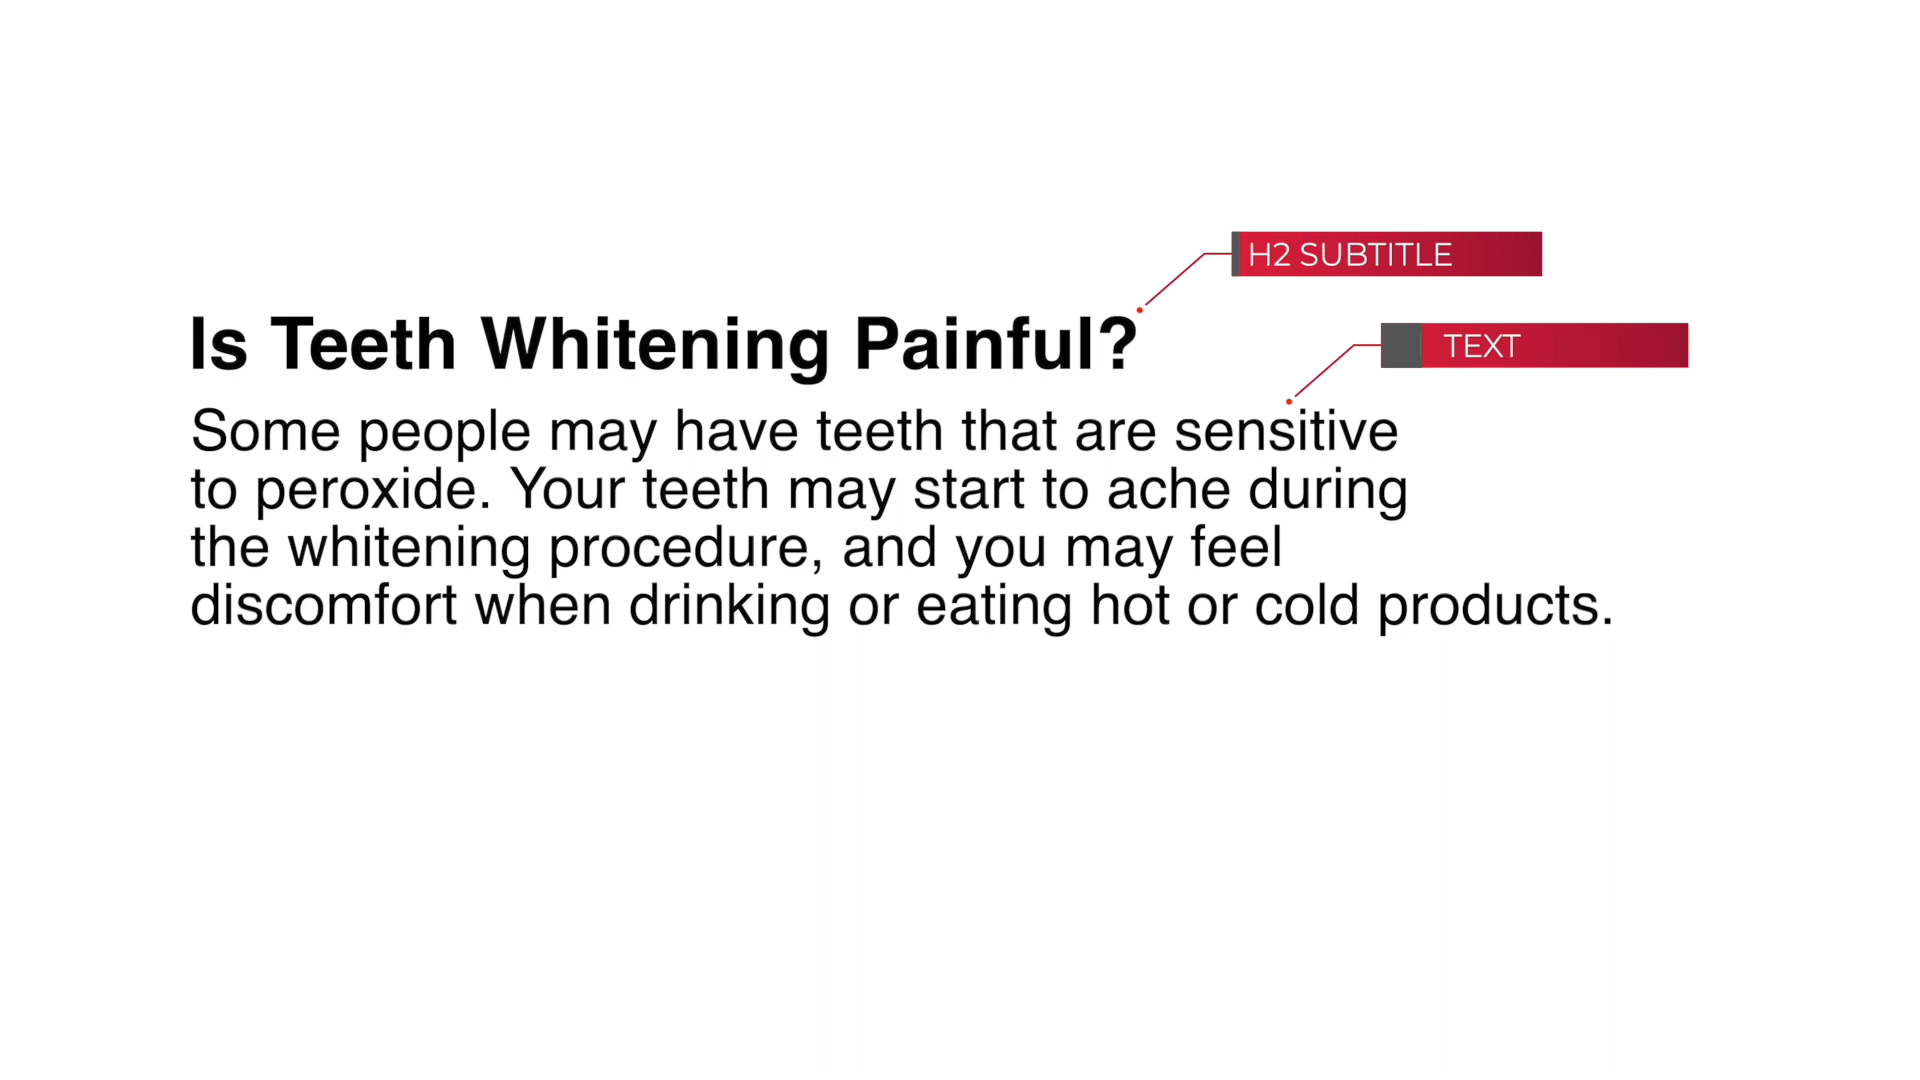 H2 SUBTITLE
Is Teeth Whitening Painful?
TEXT
Some people may have teeth that are sensitive
to peroxide. Your teeth may start to ache during
the whitening procedure, and you may feel
discomfort when drinking or eating hot or cold products.